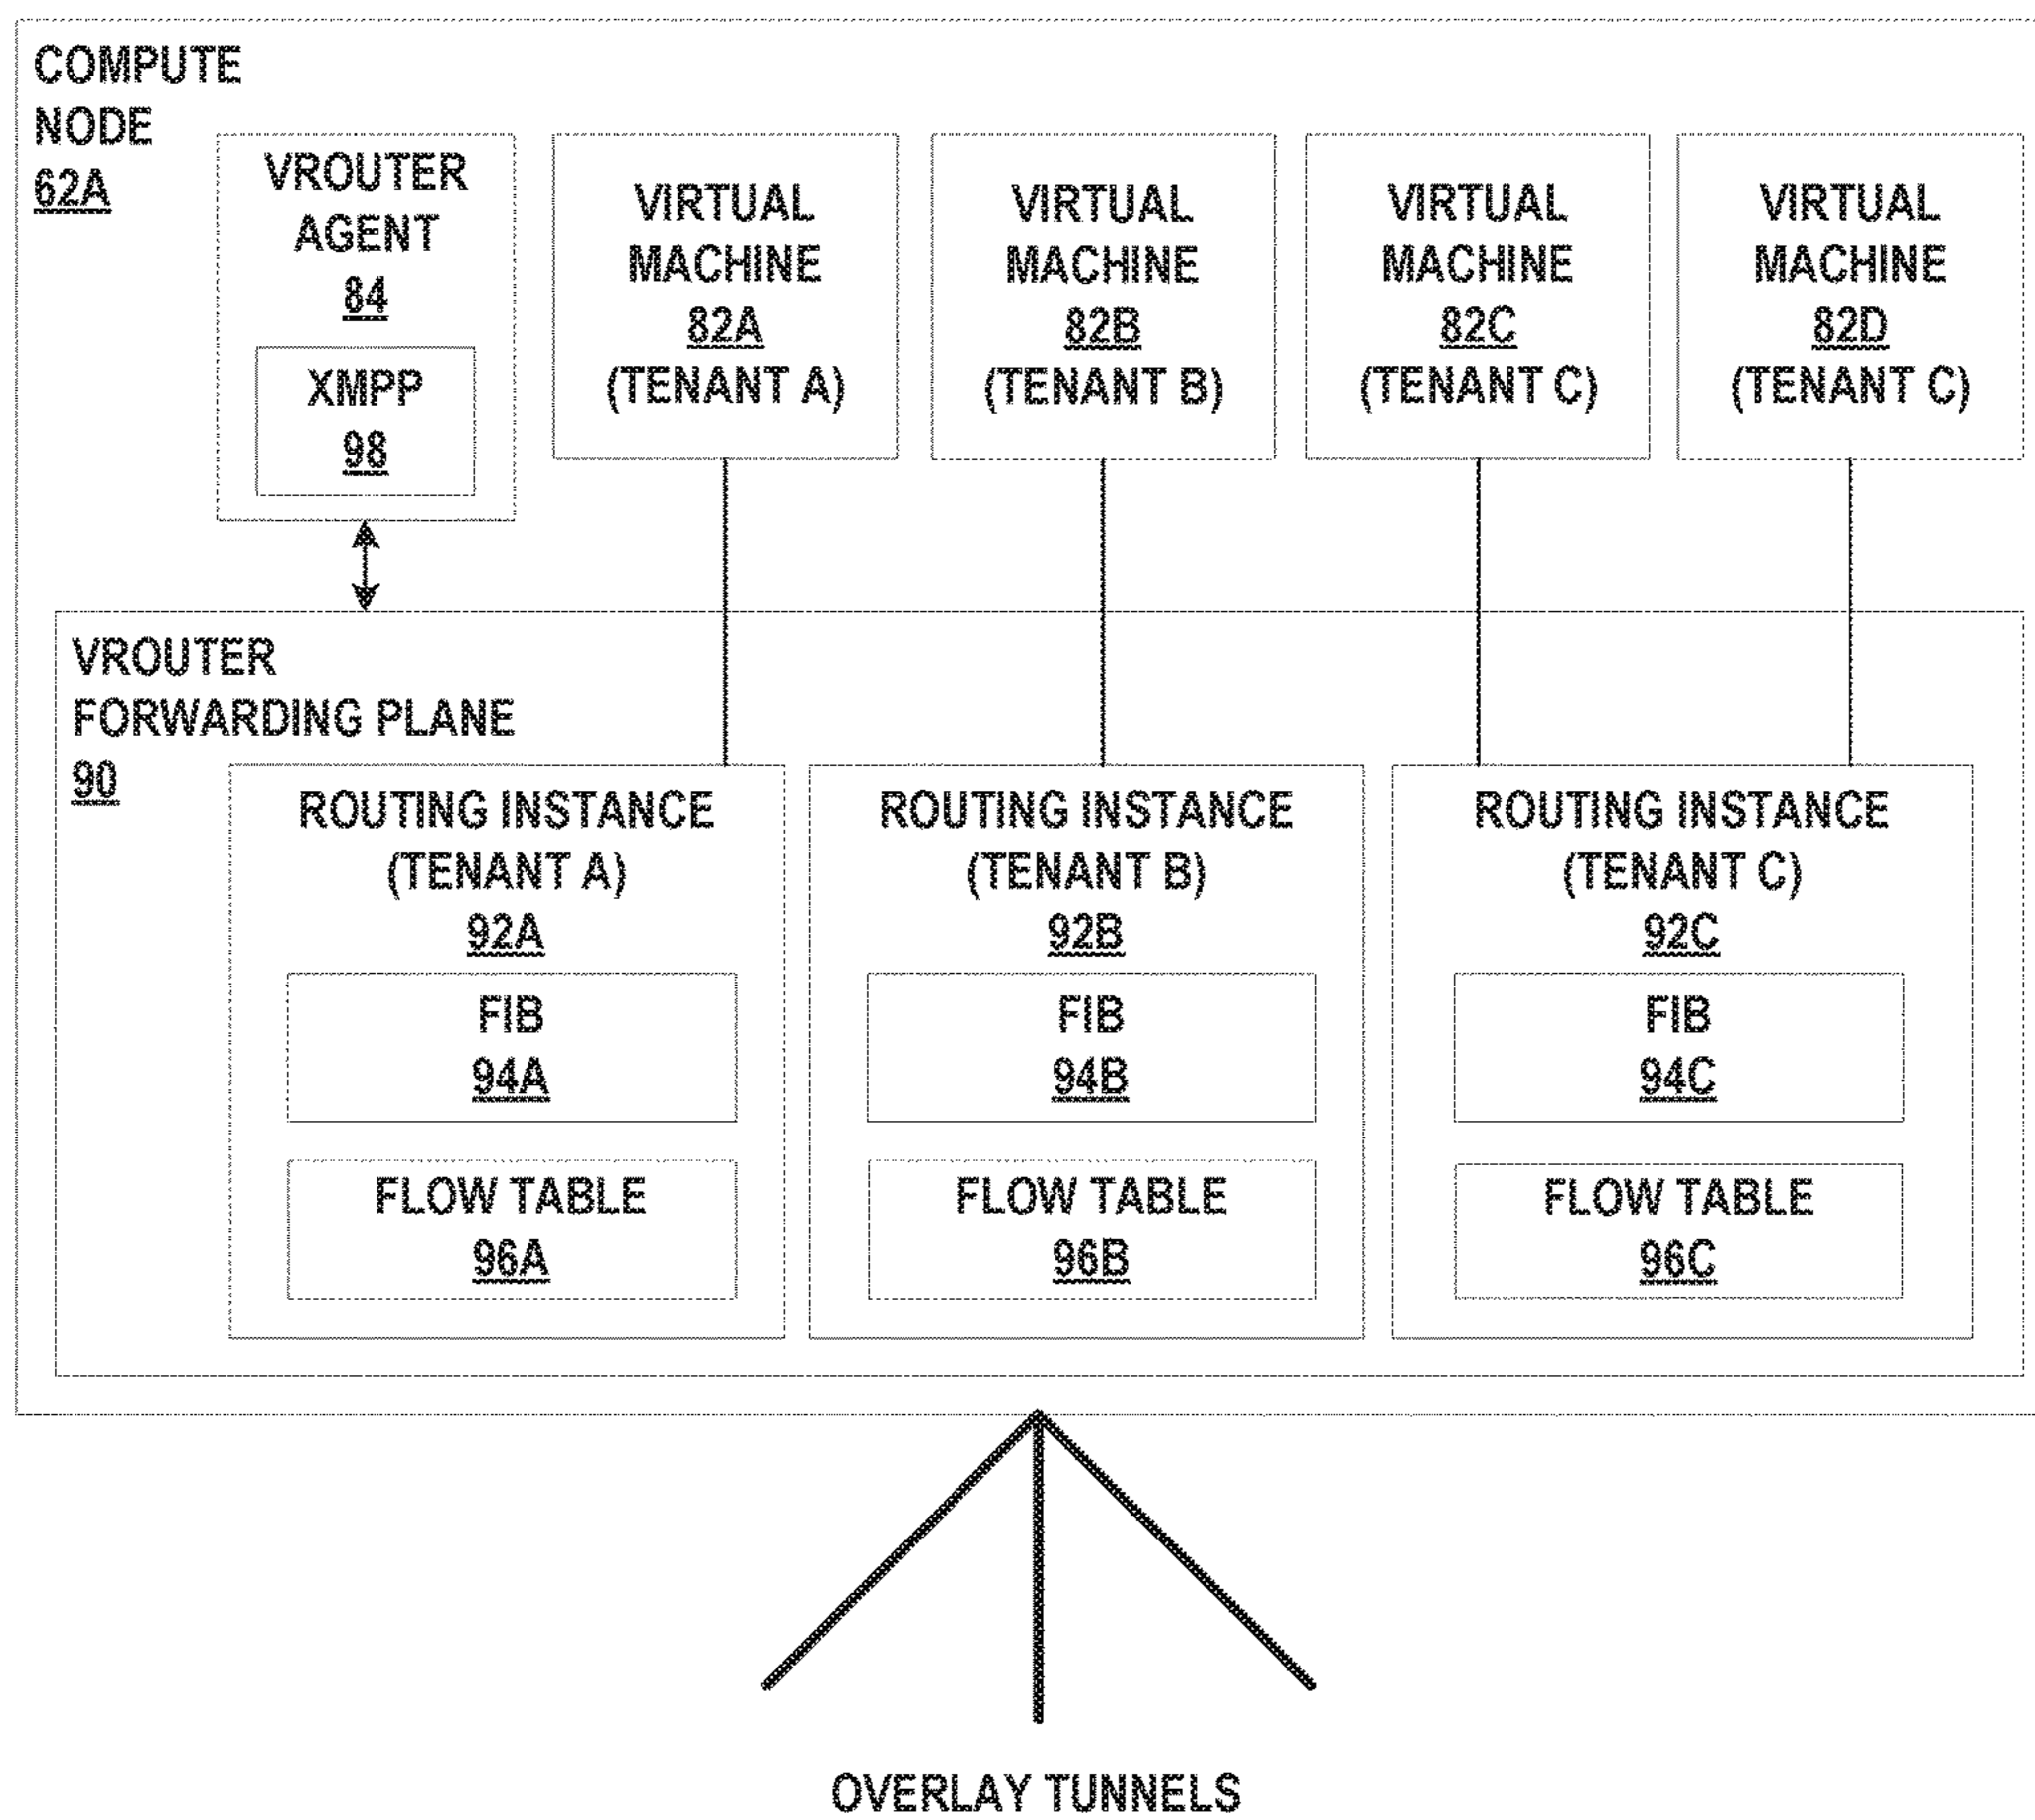 COMPUTE
NODE
62A
VROUTER
AGENT
84
XMPP
98
VIRTUAL
MACHINE
82A
(TENANT A)
VIRTUAL
MACHINE
82B
(TENANT B)
VIRTUAL
MACHINE
82C
(TENANT C)
VIRTUAL
MACHINE
82D
(TENANT C)
VROUTER
FORWARDING PLANE
90
ROUTING INSTANCE
(TENANT A)
92A
FIB
94A
FLOW TABLE
96A
ROUTING INSTANCE
(TENANT B)
92B
FIB
94B
FLOW TABLE
96B
ROUTING INSTANCE
(TENANT C)
92C
FIB
94C
FLOW TABLE
96C
OVERLAY TUNNELS